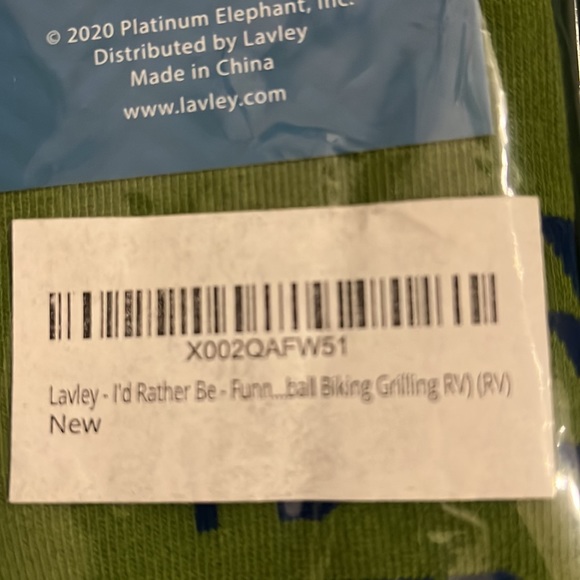 © 2020 Platinum Elephant, Inc.
Distributed by Lavley
Made in China
www.lavley.com
X002QAFW51
Lavley - I'd Rather Be - Funn...ball Biking Grilling RV) (RV)
New